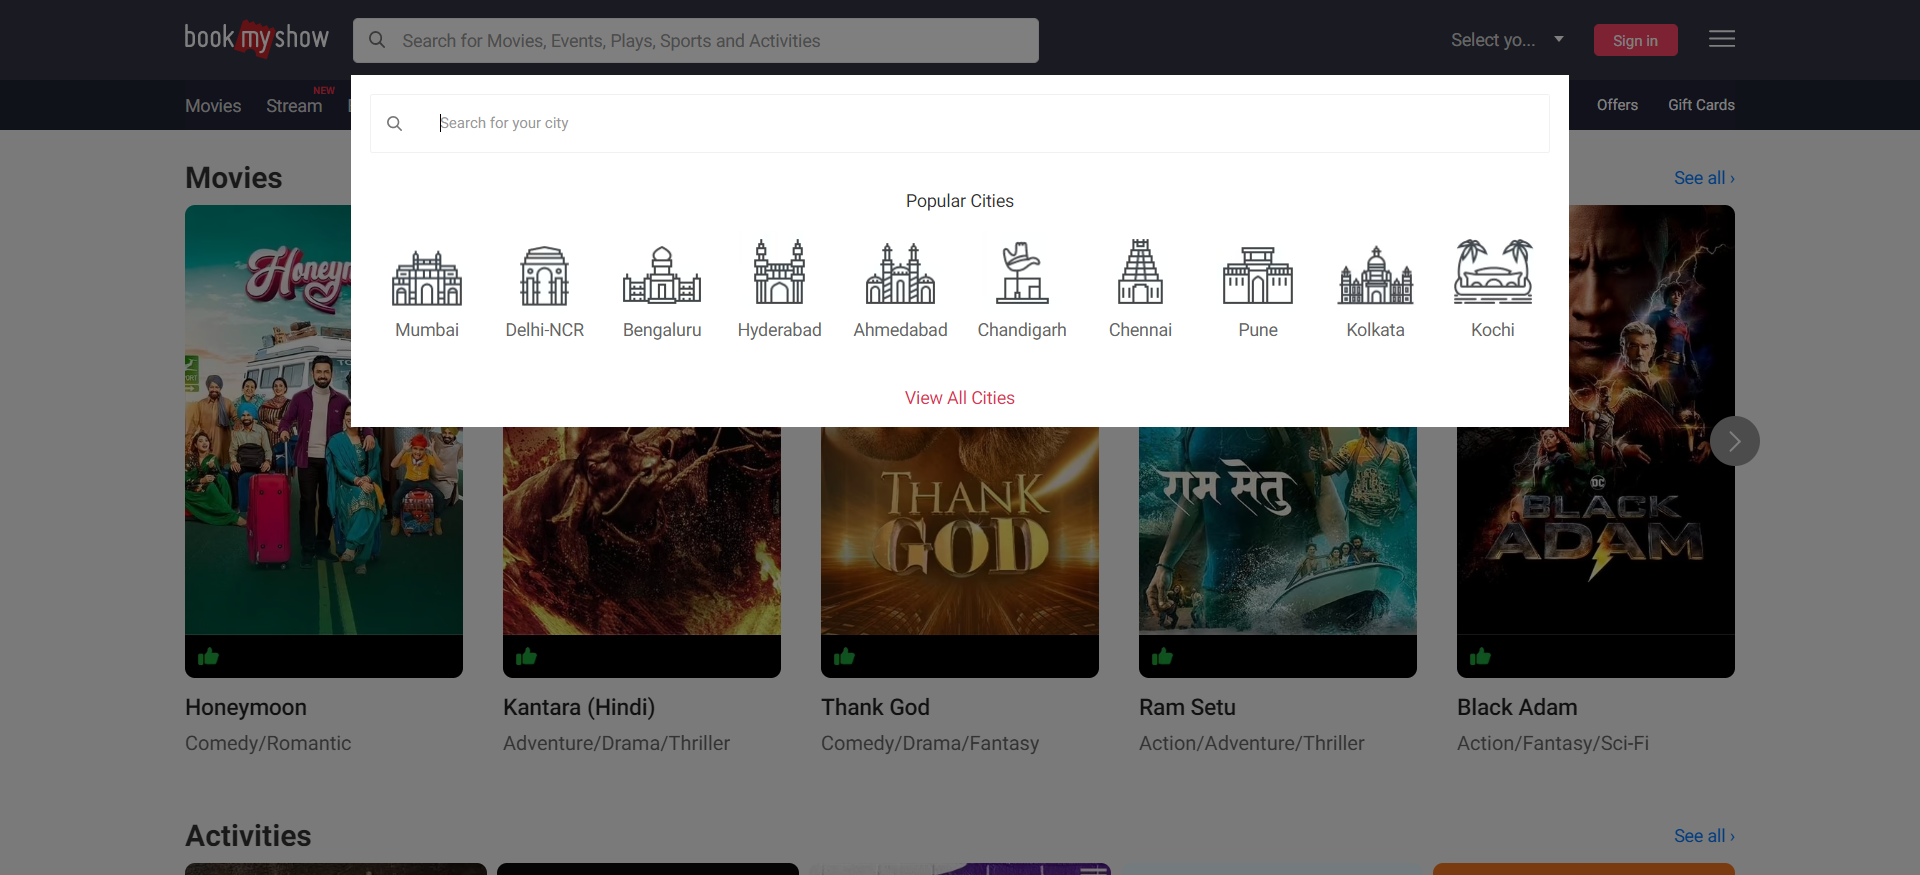 book my show
Search for Movies, Events, Plays, Sports and Activities
Select yo...
Sign in
Movies
Stream
NEW
Offers
Gift Cards
Search for your city
Popular Cities
Mumbai
Delhi-NCR
Bengaluru
Hyderabad
Ahmedabad
Chandigarh
Chennai
Pune
Kolkata
Kochi
View All Cities
Movies
See all ›
THANK
GOD
राम सेतु
DC
BLACK
ADAM
Honeymoon
Comedy/Romantic
Kantara (Hindi)
Adventure/Drama/Thriller
Thank God
Comedy/Drama/Fantasy
Ram Setu
Action/Adventure/Thriller
Black Adam
Action/Fantasy/Sci-Fi
Activities
See all ›